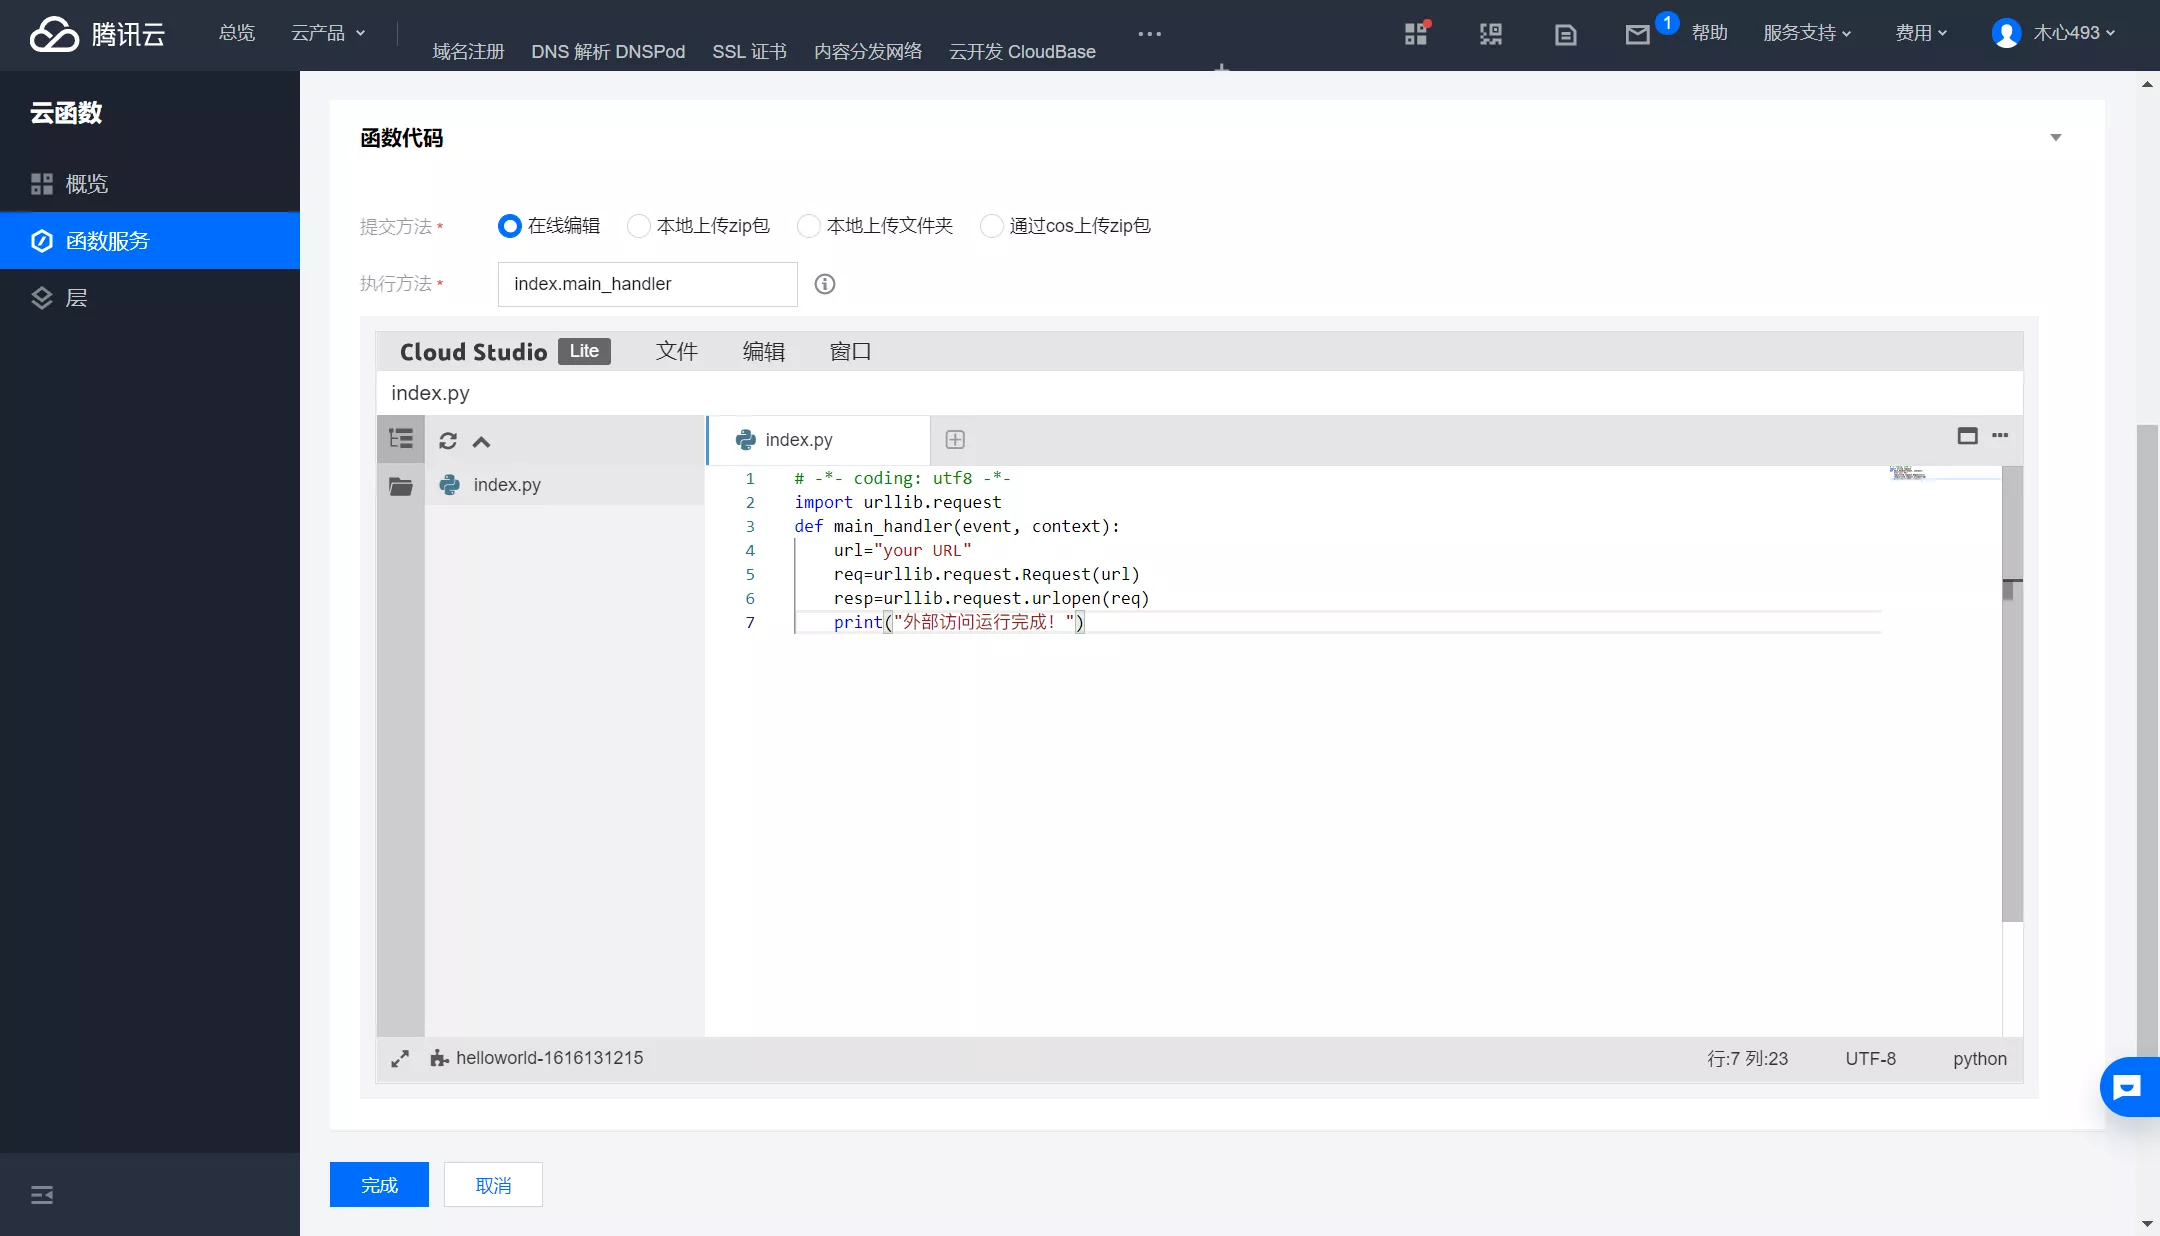 腾讯云
总览
云产品
域名注册 DNS 解析 DNSPod SSL 证书 内容分发网络 云开发 CloudBase
1
帮助
服务支持
费用
木心493
云函数
概览
函数服务
层
函数代码
提交方法 *
在线编辑 本地上传zip包 本地上传文件夹 通过cos上传zip包
执行方法 *
index.main_handler
Cloud Studio Lite 文件 编辑 窗口
index.py
index.py
index.py
1 # -*- coding: utf8 -*-
2 import urllib.request
3 def main_handler(event, context):
4 url="your URL"
5 req=urllib.request.Request(url)
6 resp=urllib.request.urlopen(req)
7 print("外部访问运行完成！")
helloworld-1616131215
行:7 列:23 UTF-8 python
完成 取消